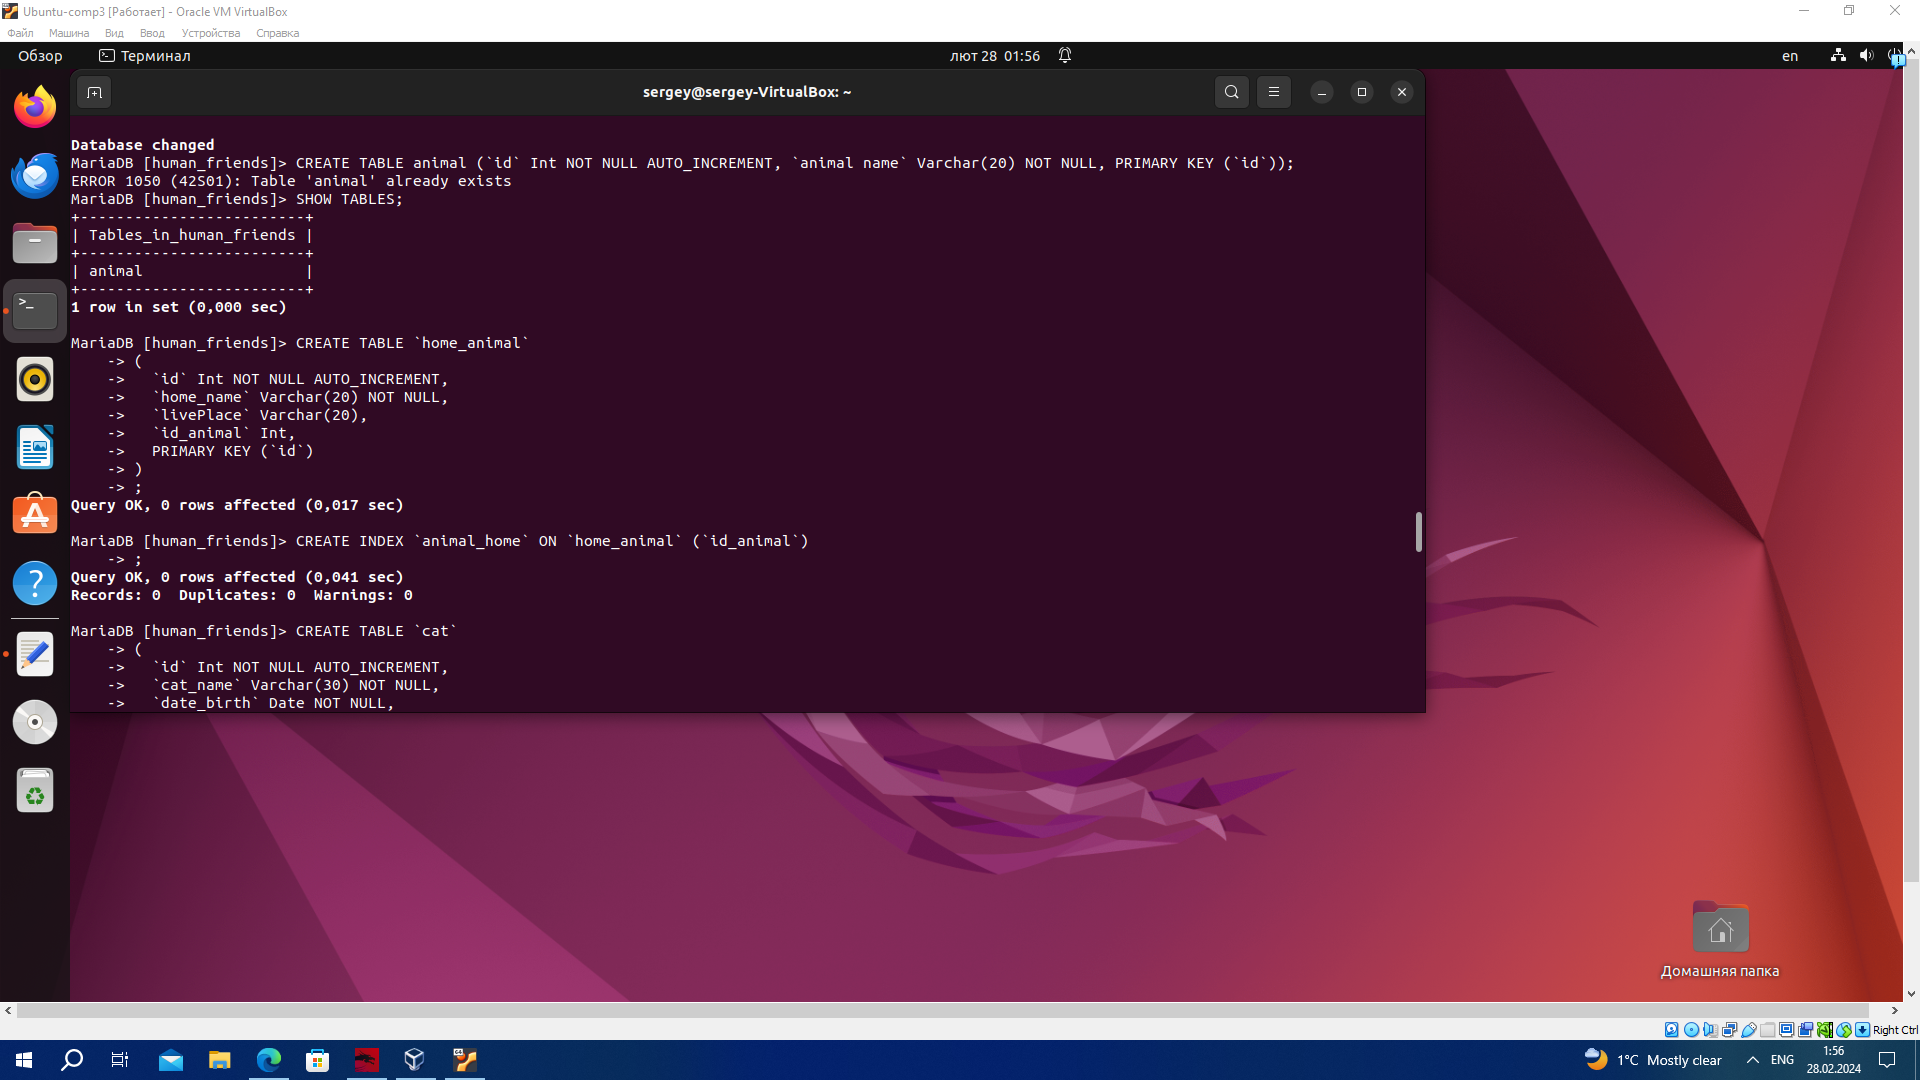 Ubuntu-comp3 [Работает] - Oracle VM VirtualBox
Файл Машина Вид Ввод Устройства Справка
Обзор Терминал лют 28 01:56 en
sergey@sergey-VirtualBox: ~
Database changed
MariaDB [human_friends]> CREATE TABLE animal (`id` Int NOT NULL AUTO_INCREMENT, `animal name` Varchar(20) NOT NULL, PRIMARY KEY (`id`));
ERROR 1050 (42S01): Table 'animal' already exists
MariaDB [human_friends]> SHOW TABLES;
+-------------------------+
| Tables_in_human_friends |
+-------------------------+
| animal                  |
+-------------------------+
1 row in set (0,000 sec)
MariaDB [human_friends]> CREATE TABLE `home_animal`
    -> (
    ->   `id` Int NOT NULL AUTO_INCREMENT,
    ->   `home_name` Varchar(20) NOT NULL,
    ->   `livePlace` Varchar(20),
    ->   `id_animal` Int,
    ->   PRIMARY KEY (`id`)
    -> )
    -> ;
Query OK, 0 rows affected (0,017 sec)
MariaDB [human_friends]> CREATE INDEX `animal_home` ON `home_animal` (`id_animal`)
    -> ;
Query OK, 0 rows affected (0,041 sec)
Records: 0  Duplicates: 0  Warnings: 0
MariaDB [human_friends]> CREATE TABLE `cat`
    -> (
    ->   `id` Int NOT NULL AUTO_INCREMENT,
    ->   `cat_name` Varchar(30) NOT NULL,
    ->   `date_birth` Date NOT NULL,
Домашняя папка
Right Ctrl
1°C Mostly clear ENG 1:56
28.02.2024